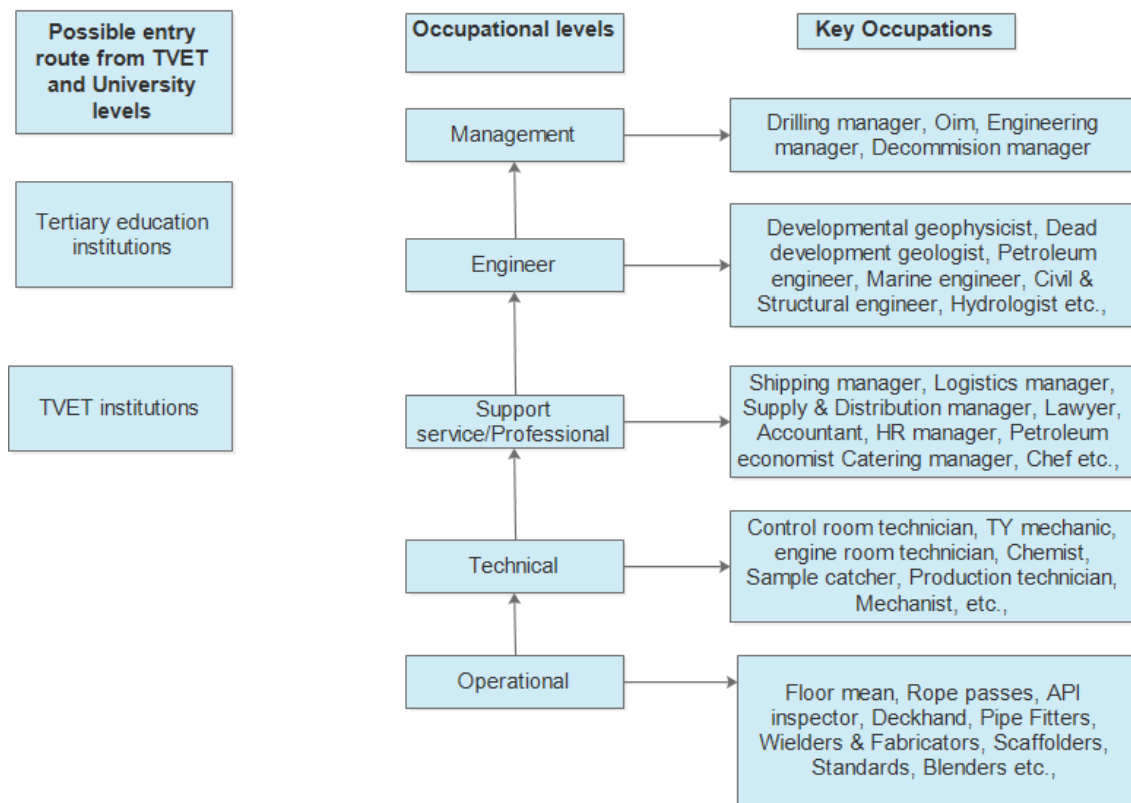 Possible entry
route from TVET
and University
levels
Occupational levels
Key Occupations
Management
Drilling manager, Oim, Engineering
manager, Decommision manager
Tertiary education
institutions
Engineer
Developmental geophysicist, Dead
development geologist, Petroleum
engineer, Marine engineer, Civil &
Structural engineer, Hydrologist etc.,
TVET institutions
Support
service/Professional
Shipping manager, Logistics manager,
Supply & Distribution manager, Lawyer,
Accountant, HR manager, Petroleum
economist Catering manager, Chef etc.,
Technical
Control room technician, TY mechanic,
engine room technician, Chemist,
Sample catcher, Production technician,
Mechanist, etc.,
Operational
Floor mean, Rope passes, API
inspector, Deckhand, Pipe Fitters,
Wielders & Fabricators, Scaffolders,
Standards, Blenders etc.,